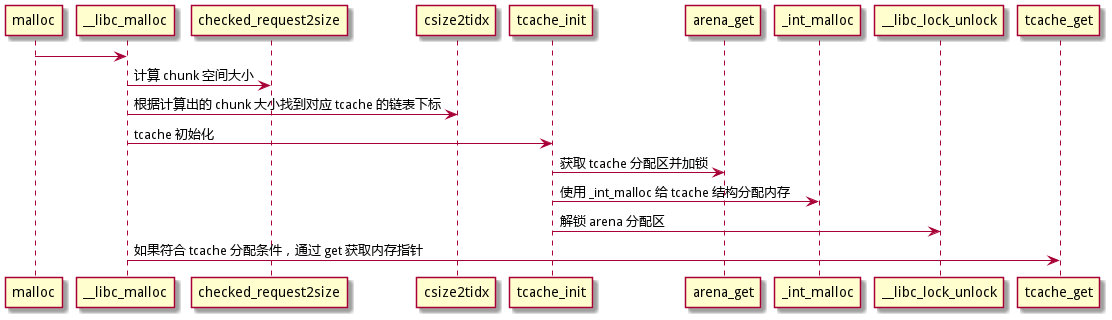 malloc
__libc_malloc
checked_request2size
csize2tidx
tcache_init
arena_get
_int_malloc
__libc_lock_unlock
tcache_get
计算 chunk 空间大小
根据计算出的 chunk 大小找到对应 tcache 的链表下标
tcache 初始化
获取 tcache 分配区并加锁
使用 _int_malloc 给 tcache 结构分配内存
解锁 arena 分配区
如果符合 tcache 分配条件，通过 get 获取内存指针
malloc
__libc_malloc
checked_request2size
csize2tidx
tcache_init
arena_get
_int_malloc
__libc_lock_unlock
tcache_get